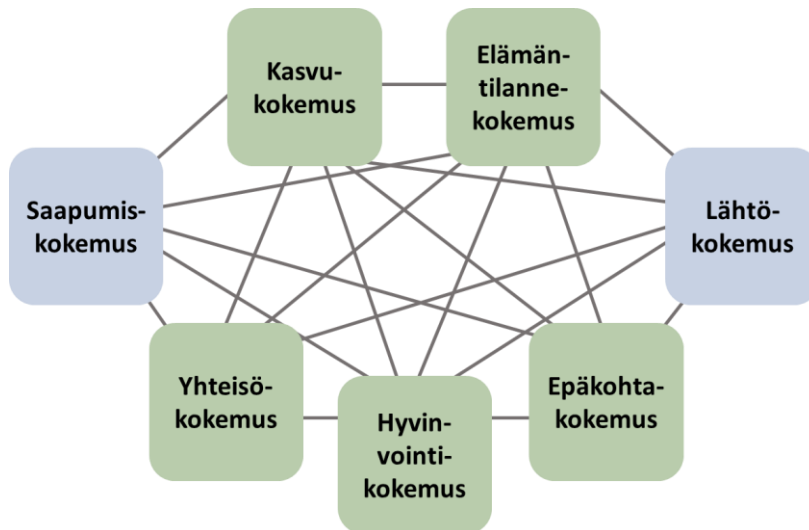 Kasvu-
kokemus
Elämän-
tilanne-
kokemus
Saapumis-
kokemus
Lähtö-
kokemus
Yhteisö-
kokemus
Hyvin-
vointi-
kokemus
Epäkohta-
kokemus